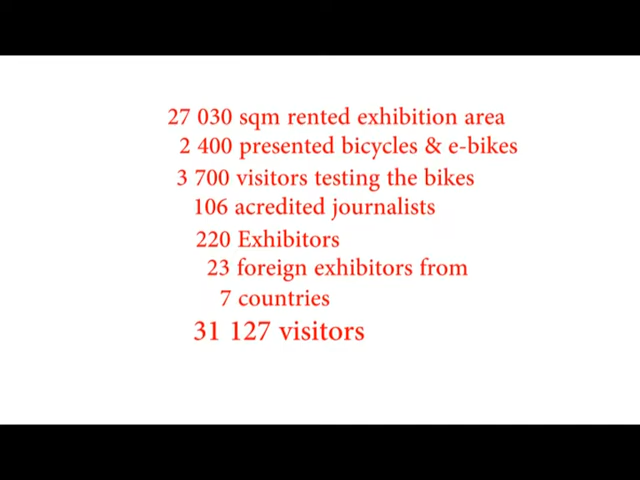 27 030 sqm rented exhibition area
2 400 presented bicycles & e-bikes
3 700 visitors testing the bikes
106 acredited journalists
220 Exhibitors
23 foreign exhibitors from
7 countries
31 127 visitors